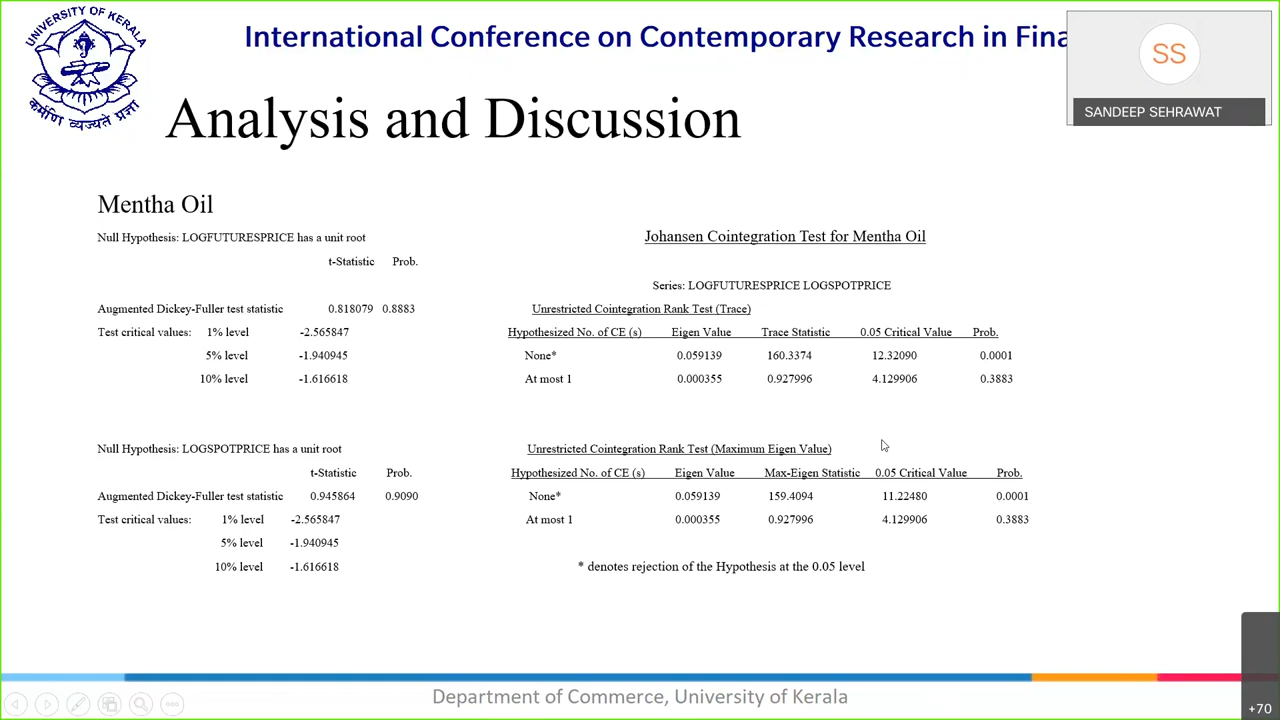 UNIVERSITY OF KERALA
कर्मणि व्यज्यते प्रज्ञा
International Conference on Contemporary Research in Fina
SS
SANDEEP SEHRAWAT
Analysis and Discussion
Mentha Oil
Null Hypothesis: LOGFUTURESPRICE has a unit root
t-Statistic Prob.
Augmented Dickey-Fuller test statistic 0.818079 0.8883
Test critical values: 1% level -2.565847
5% level -1.940945
10% level -1.616618
Null Hypothesis: LOGSPOTPRICE has a unit root
t-Statistic Prob.
Augmented Dickey-Fuller test statistic 0.945864 0.9090
Test critical values: 1% level -2.565847
5% level -1.940945
10% level -1.616618
Johansen Cointegration Test for Mentha Oil
Series: LOGFUTURESPRICE LOGSPOTPRICE
Unrestricted Cointegration Rank Test (Trace)
Hypothesized No. of CE (s) Eigen Value Trace Statistic 0.05 Critical Value Prob.
None* 0.059139 160.3374 12.32090 0.0001
At most 1 0.000355 0.927996 4.129906 0.3883
Unrestricted Cointegration Rank Test (Maximum Eigen Value)
Hypothesized No. of CE (s) Eigen Value Max-Eigen Statistic 0.05 Critical Value Prob.
None* 0.059139 159.4094 11.22480 0.0001
At most 1 0.000355 0.927996 4.129906 0.3883
* denotes rejection of the Hypothesis at the 0.05 level
Department of Commerce, University of Kerala
+70